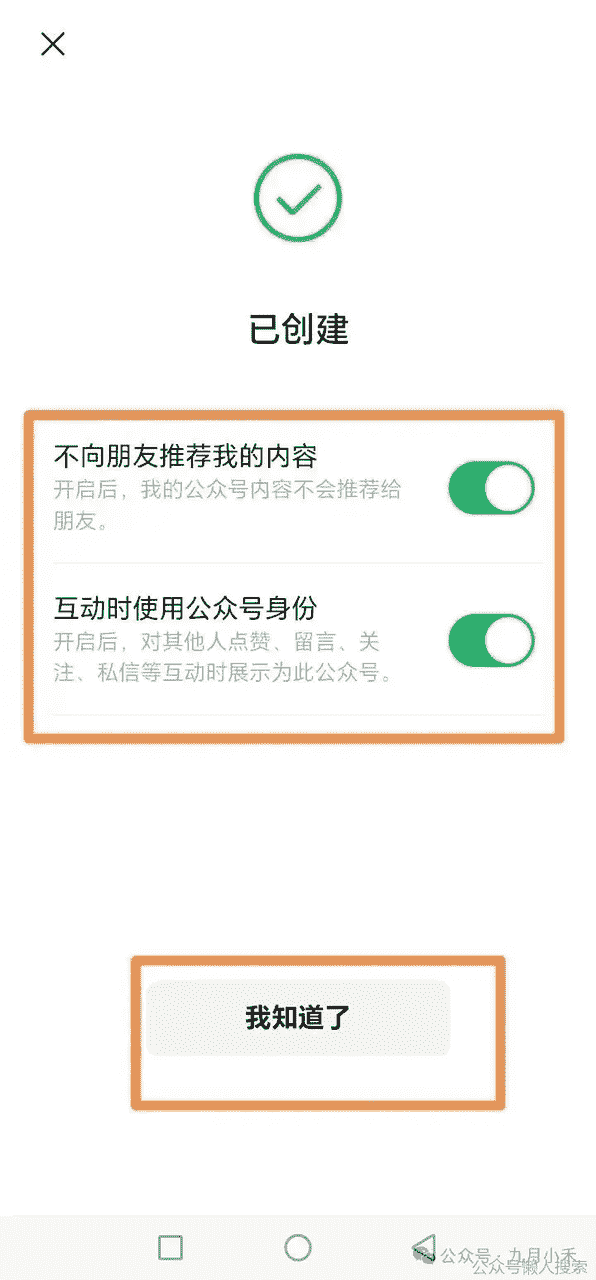 已创建
不向朋友推荐我的内容
开启后，我的公众号内容不会推荐给
朋友。
互动时使用公众号身份
开启后，对其他人点赞、留言、关
注、私信等互动时展示为此公众号。
我知道了
公众号·九月小禾
公众号懒人搜索